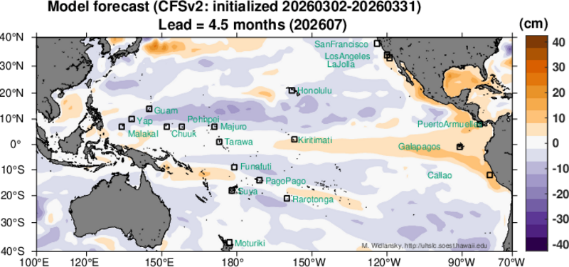 Model forecast (CFSv2: initialized 20260302-20260331)
Lead = 4.5 months (202607)
(cm)
40°N
30°N
20°N
10°N
0°
10°S
20°S
30°S
40°S
100°E 120°E 150°E 180° 150°W 120°W 90°W 70°W
40
30
20
10
0
-10
-20
-30
-40
SanFrancisco
LosAngeles
LaJolla
Honolulu
Guam
Yap
Pohnpei
Malakal
Chuuk
Majuro
PuertoArmuelles
Tarawa
Kiritimati
Galapagos
Funafuti
Callao
PagoPago
Suva
Rarotonga
Moturiki
M. Widlansky: http://uhslc.soest.hawaii.edu